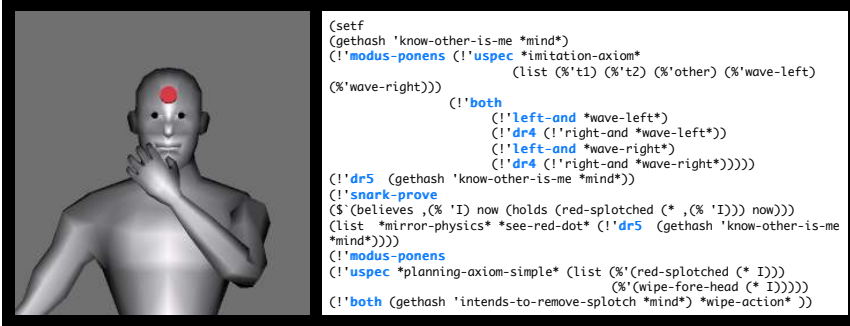 (setf
(gethash 'know-other-is-me *mind*)
(!'modus-ponens (!'uspec *imitation-axiom*
(list (%'t1) (%'t2) (%'other) (%'wave-left)
(%'wave-right)))
(!'both
(!'left-and *wave-left*)
(!'dr4 (!'right-and *wave-left*))
(!'left-and *wave-right*)
(!'dr4 (!'right-and *wave-right*)))))
(!'dr5 (gethash 'know-other-is-me *mind*))
(!'snark-prove
($`(believes ,(% 'I) now (holds (red-splotched (* ,(% 'I))) now)))
(list *mirror-physics* *see-red-dot* (!'dr5 (gethash 'know-other-is-me
*mind*))))
(!'modus-ponens
(!'uspec *planning-axiom-simple* (list (%'(red-splotched (* I)))
(%'(wipe-fore-head (* I)))))
(!'both (gethash 'intends-to-remove-splotch *mind*) *wipe-action* ))